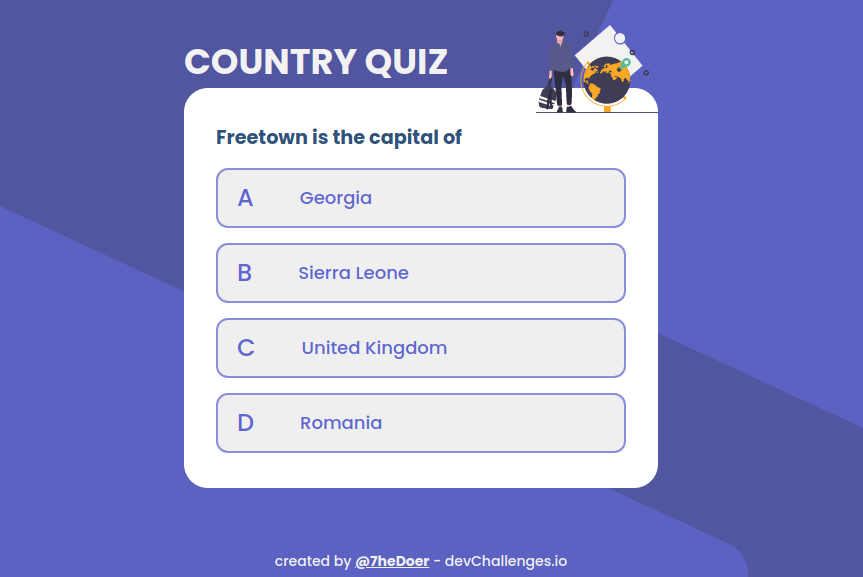 COUNTRY QUIZ
Freetown is the capital of
A Georgia
B Sierra Leone
C United Kingdom
D Romania
created by @7heDoer - devChallenges.io